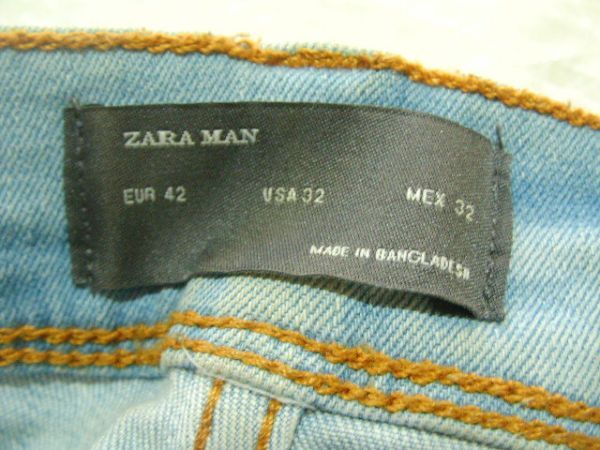 ZARA MAN
EUR 42 USA 32 MEX 32
MADE IN BANGLADESH